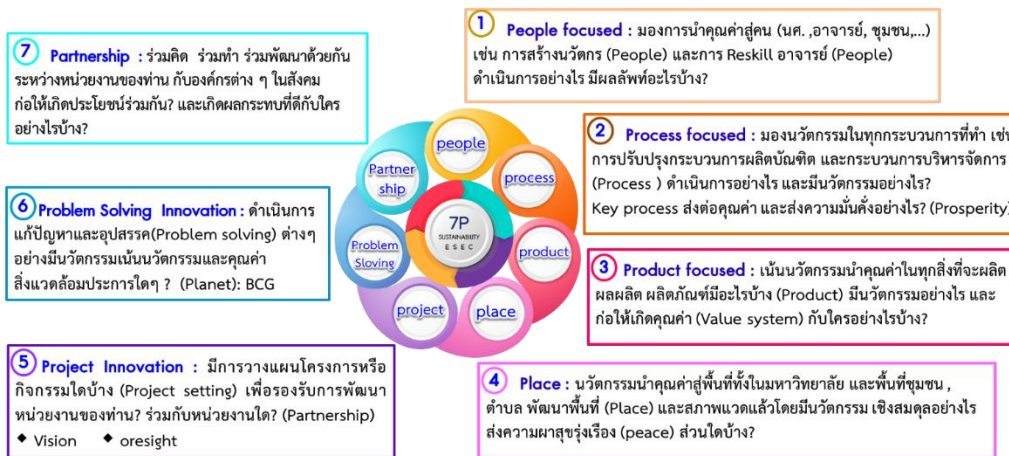 1 People focused : มองการนำคุณค่าสู่คน (นศ. ,อาจารย์, ชุมชน,...)
เช่น การสร้างนวัตกร (People) และการ Reskill อาจารย์ (People)
ดำเนินการอย่างไร มีผลลัพท์อะไรบ้าง?
2 Process focused : มองนวัตกรรมในทุกกระบวนการที่ทำ เช่น
การปรับปรุงกระบวนการผลิตบัณฑิต และกระบวนการบริหารจัดการ
(Process ) ดำเนินการอย่างไร และมีนวัตกรรมอย่างไร?
Key process ส่งต่อคุณค่า และส่งความมั่นคั่งอย่างไร? (Prosperity)
3 Product focused : เน้นนวัตกรรมนำคุณค่าในทุกสิ่งที่จะผลิต
ผลผลิต ผลิตภัณฑ์มีอะไรบ้าง (Product) มีนวัตกรรมอย่างไร และ
ก่อให้เกิดคุณค่า (Value system) กับใครอย่างไรบ้าง?
4 Place : นวัตกรรมนำคุณค่าสู่พื้นที่ทั้งในมหาวิทยาลัย และพื้นที่ชุมชน ,
ตำบล พัฒนาพื้นที่ (Place) และสภาพแวดแล้วโดยมีนวัตกรรม เชิงสมดุลอย่างไร
ส่งความผาสุขรุ่งเรือง (peace) ส่วนใดบ้าง?
5 Project Innovation : มีการวางแผนโครงการหรือ
กิจกรรมใดบ้าง (Project setting) เพื่อรองรับการพัฒนา
หน่วยงานของท่าน? ร่วมกับหน่วยงานใด? (Partnership)
◆ Vision ◆ oresight
6 Problem Solving Innovation : ดำเนินการ
แก้ปัญหาและอุปสรรค(Problem solving) ต่างๆ
อย่างมีนวัตกรรมเน้นนวัตกรรมและคุณค่า
สิ่งแวดล้อมประการใดๆ ? (Planet): BCG
7 Partnership : ร่วมคิด ร่วมทำ ร่วมพัฒนาด้วยกัน
ระหว่างหน่วยงานของท่าน กับองค์กรต่าง ๆ ในสังคม
ก่อให้เกิดประโยชน์ร่วมกัน? และเกิดผลกระทบที่ดีกับใคร
อย่างไรบ้าง?
people
process
product
place
project
Problem
Sloving
Partner
ship
7P
SUSTAINABILITY
ESEC